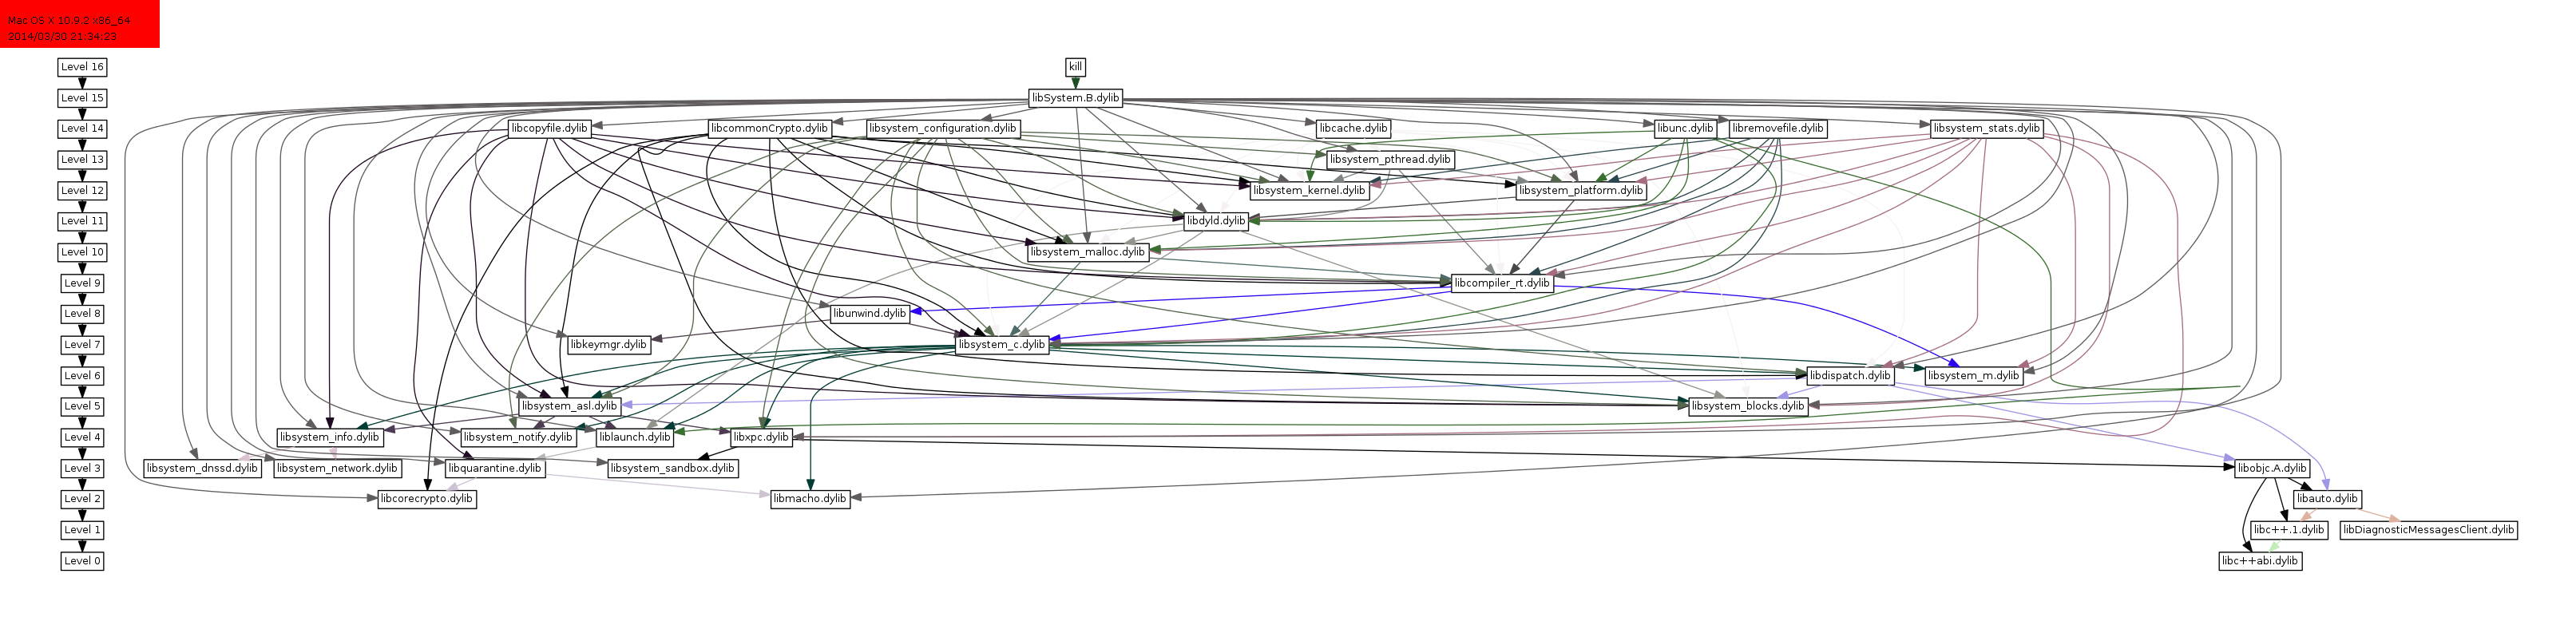 Mac OS X 10.9.2 x86_64
2014/03/30 21:34:23
Level 16
kill
Level 15
libSystem.B.dylib
Level 14
libcopyfile.dylib
libcommonCrypto.dylib
libsystem_configuration.dylib
libcache.dylib
libunc.dylib
libremovefile.dylib
libsystem_stats.dylib
Level 13
libsystem_pthread.dylib
Level 12
libsystem_kernel.dylib
libsystem_platform.dylib
Level 11
libdyld.dylib
Level 10
libsystem_malloc.dylib
Level 9
libcompiler_rt.dylib
Level 8
libunwind.dylib
Level 7
libkeymgr.dylib
libsystem_c.dylib
Level 6
libdispatch.dylib
libsystem_m.dylib
Level 5
libsystem_asl.dylib
libsystem_blocks.dylib
Level 4
libsystem_info.dylib
libsystem_notify.dylib
liblaunch.dylib
libxpc.dylib
Level 3
libsystem_dnssd.dylib
libsystem_network.dylib
libquarantine.dylib
libsystem_sandbox.dylib
libobjc.A.dylib
Level 2
libcorecrypto.dylib
libmacho.dylib
libauto.dylib
Level 1
libc++.1.dylib
libDiagnosticMessagesClient.dylib
Level 0
libc++abi.dylib